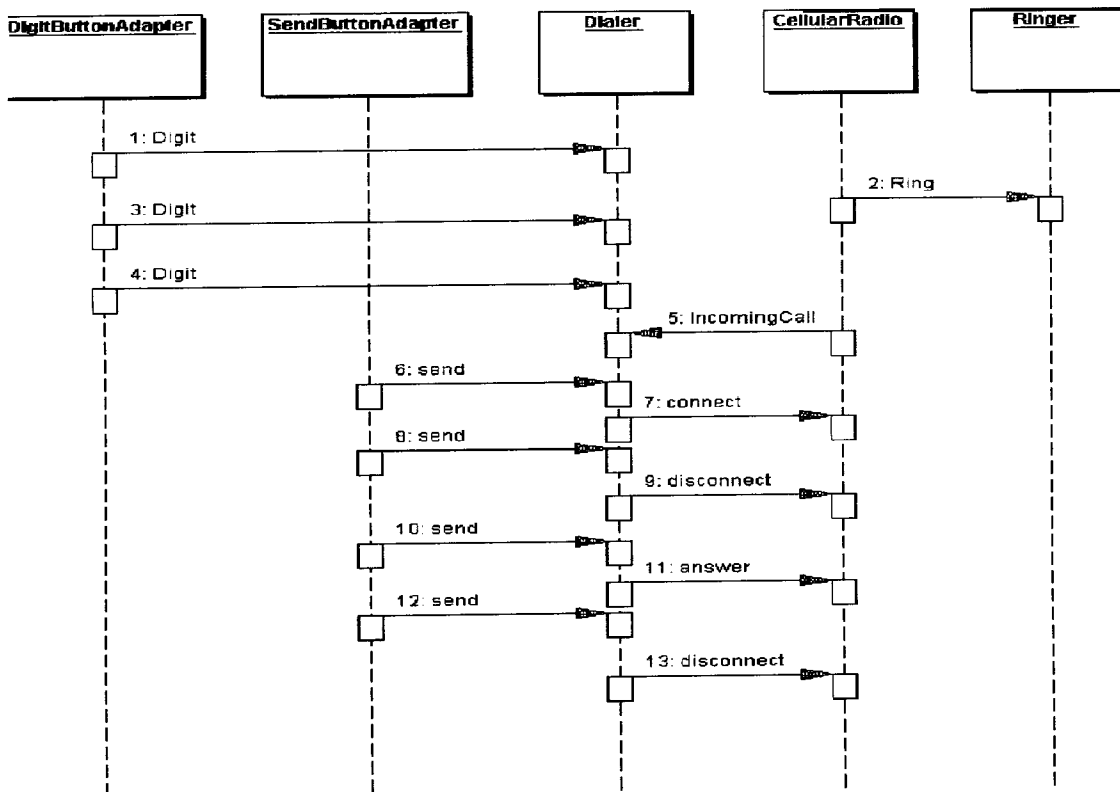 DigitButtonAdapter
SendButtonAdapter
Dialer
CellularRadio
Ringer
1: Digit
2: Ring
3: Digit
4: Digit
5: IncomingCall
6: send
7: connect
8: send
9: disconnect
10: send
11: answer
12: send
13: disconnect